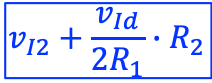 $v_{I2} + \frac{v_{Id}}{2R_1} \cdot R_2$